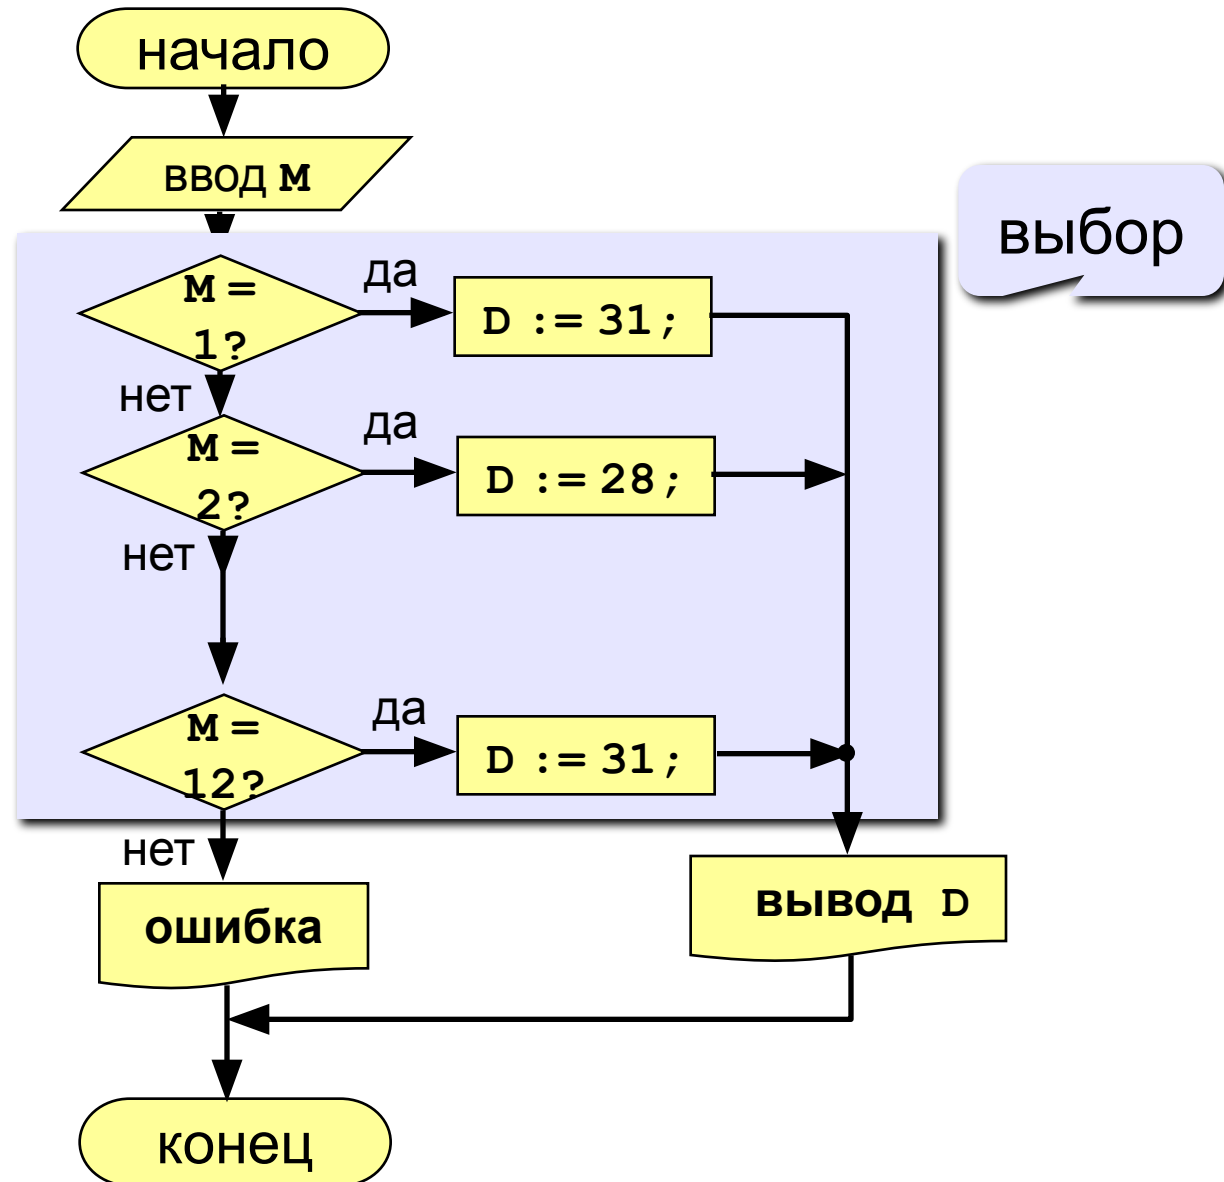 начало
ввод M
выбор
M =
1?
да
D := 31;
нет
M =
2?
да
D := 28;
нет
M =
12?
да
D := 31;
нет
ошибка
вывод D
конец